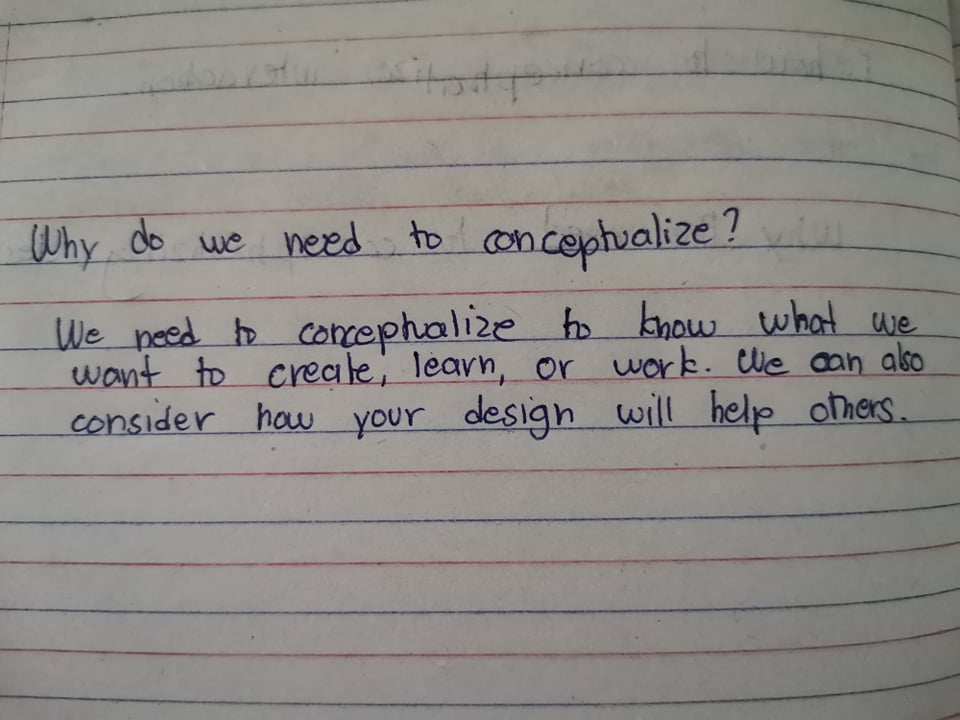 Why do we need to conceptualize?
We need to conceptualize to know what we
want to create, learn, or work. We can also
consider how your design will help others.